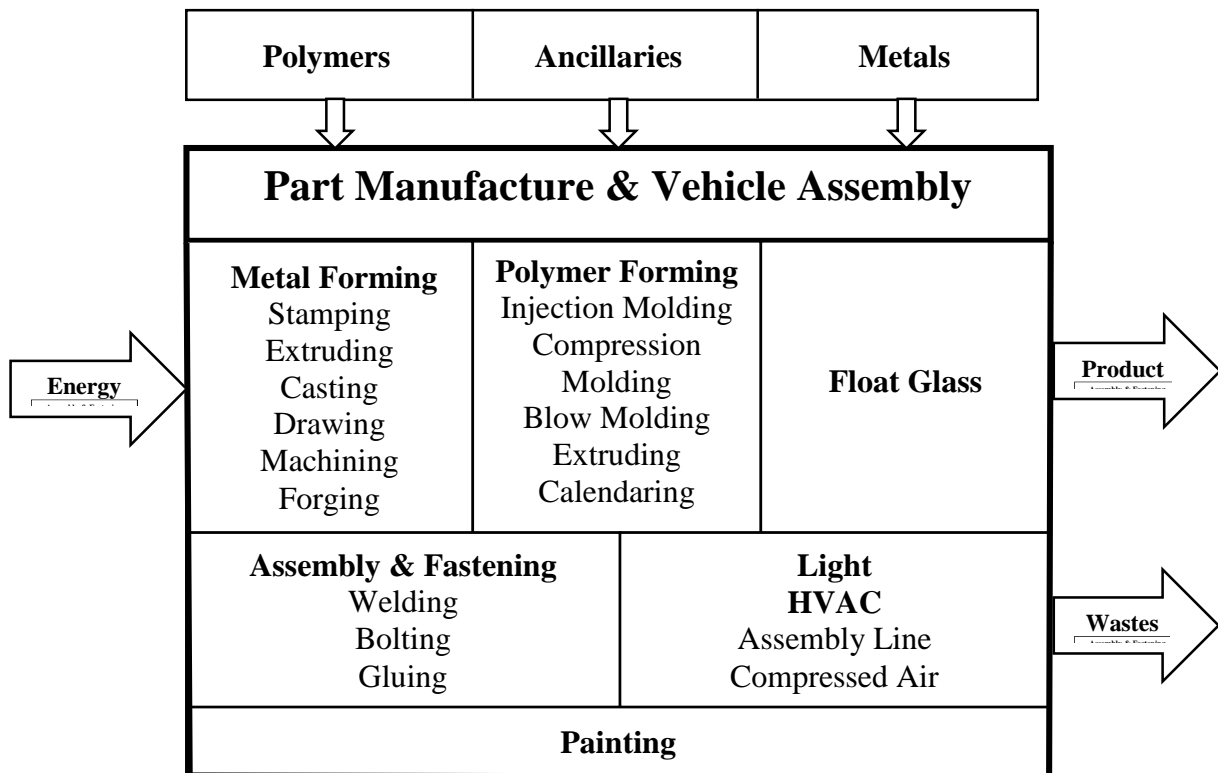 Polymers
Ancillaries
Metals
Part Manufacture & Vehicle Assembly
Metal Forming
Stamping
Extruding
Casting
Drawing
Machining
Forging
Polymer Forming
Injection Molding
Compression
Molding
Blow Molding
Extruding
Calendaring
Float Glass
Energy
Product
Assembly & Fastening
Welding
Bolting
Gluing
Light
HVAC
Assembly Line
Compressed Air
Wastes
Painting